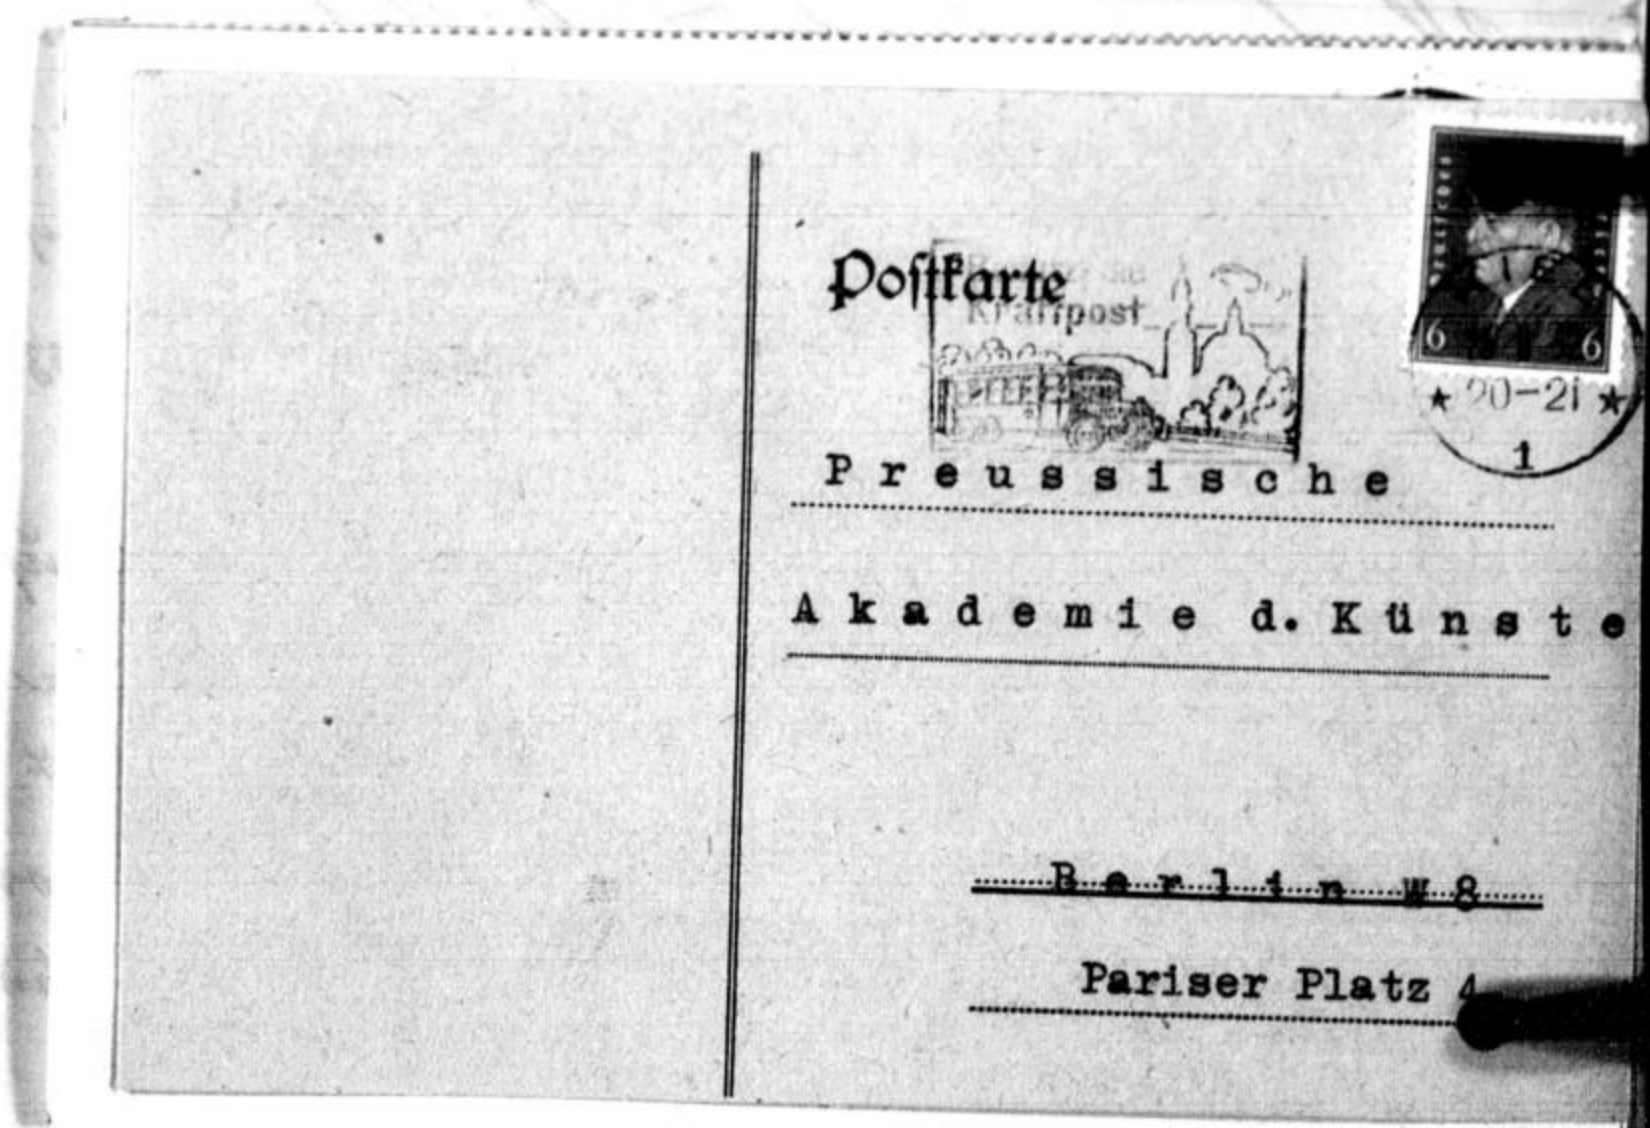 Postkarte
Kraftpost
6 6
20-21
1
Preussische
Akademie d. Künste
Berlin W 8
Pariser Platz 4